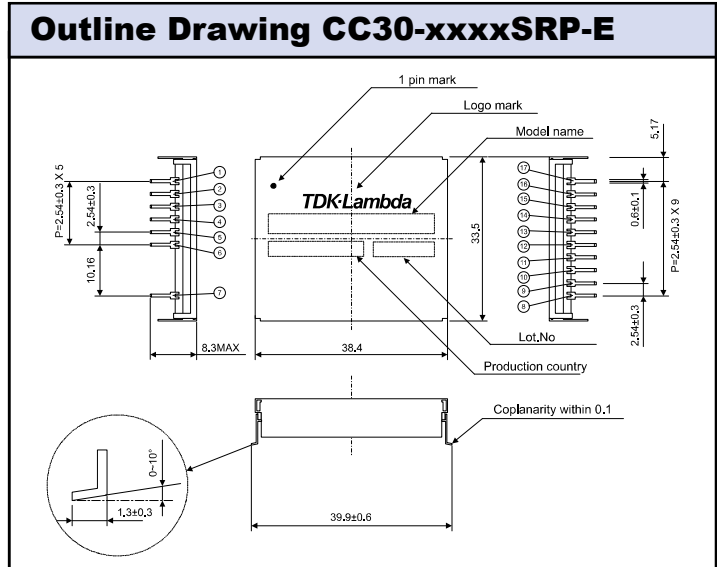 Outline Drawing CC30-xxxxSRP-E
1 pin mark
Logo mark
Model name
TDK·Lambda
Lot.No
Production country
Coplanarity within 0.1
P=2.54±0.3 X 5
2.54±0.3
10.16
8.3MAX
1
2
3
4
5
6
7
38.4
33.5
17
16
15
14
13
12
11
10
9
8
5.17
0.6±0.1
P=2.54±0.3 X 9
2.54±0.3
0~10°
1.3±0.3
39.9±0.6